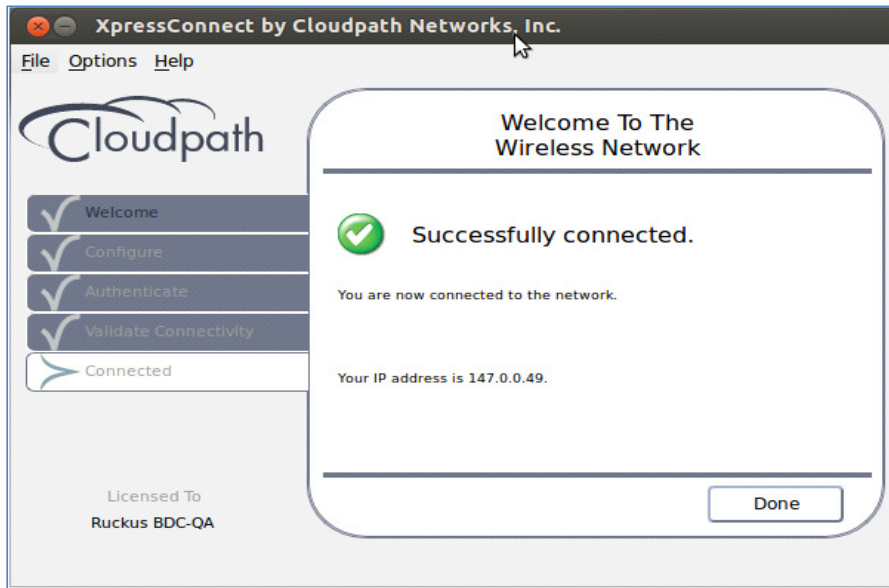 XpressConnect by Cloudpath Networks, Inc.
File Options Help
Cloudpath
Welcome
Configure
Authenticate
Validate Connectivity
Connected
Licensed To
Ruckus BDC-QA
Welcome To The
Wireless Network
Successfully connected.
You are now connected to the network.
Your IP address is 147.0.0.49.
Done